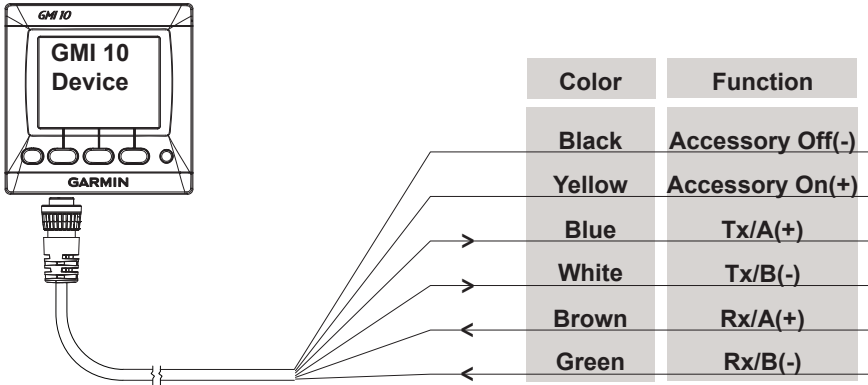 GMI 10
GMI 10
Device
GARMIN
Color Function
Black Accessory Off(-)
Yellow Accessory On(+)
Blue Tx/A(+)
White Tx/B(-)
Brown Rx/A(+)
Green Rx/B(-)